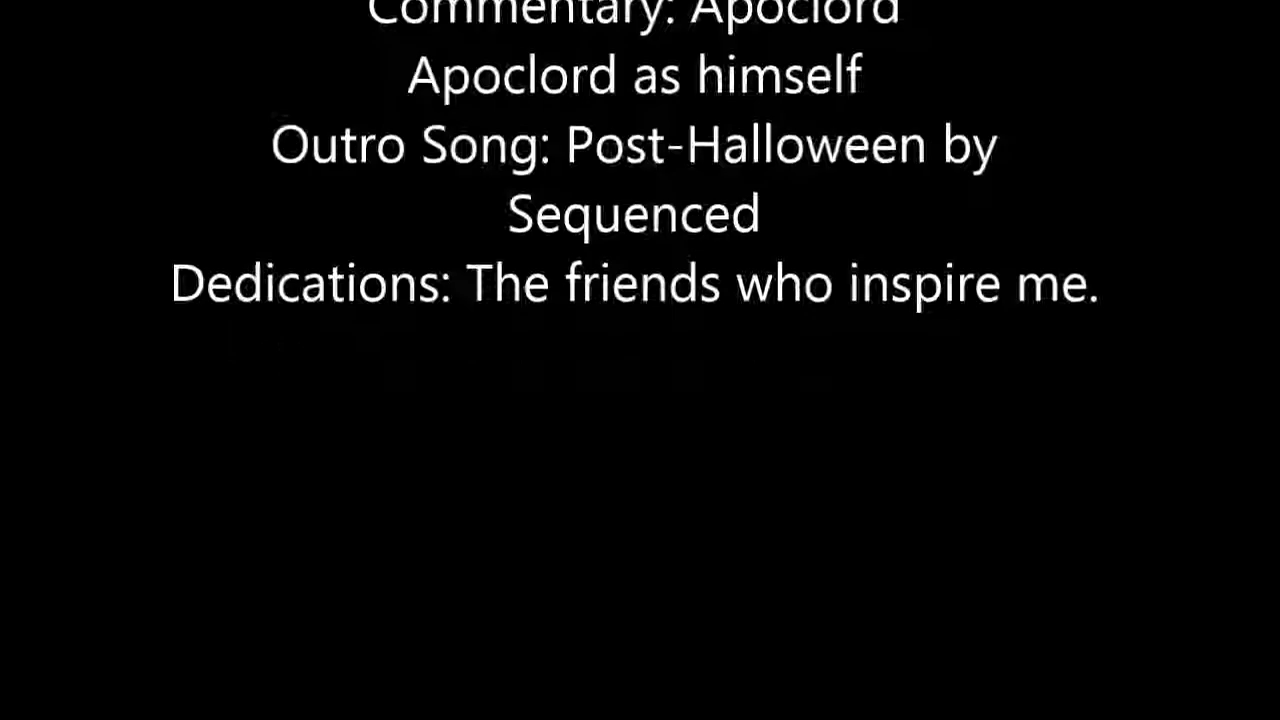 Commentary: Apoclord
Apoclord as himself
Outro Song: Post-Halloween by
Sequenced
Dedications: The friends who inspire me.